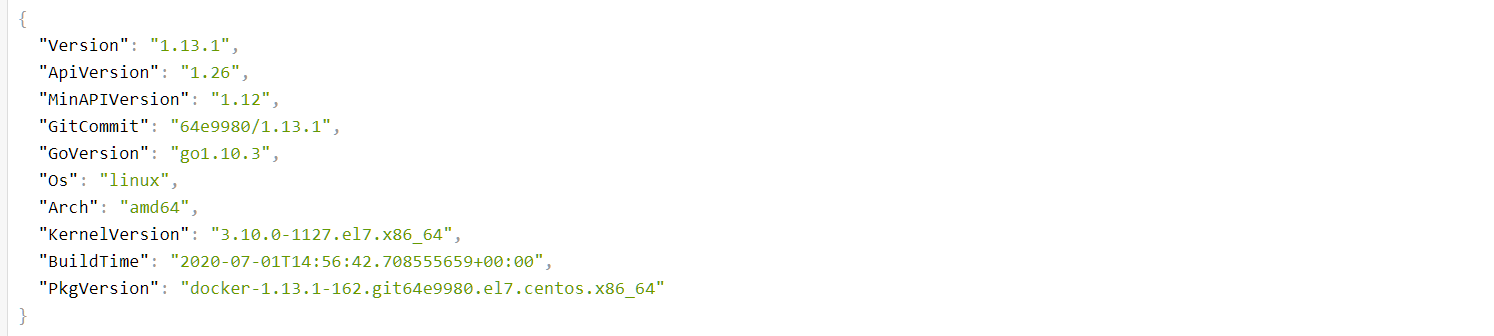 {
"Version": "1.13.1",
"ApiVersion": "1.26",
"MinAPIVersion": "1.12",
"GitCommit": "64e9980/1.13.1",
"GoVersion": "go1.10.3",
"Os": "linux",
"Arch": "amd64",
"KernelVersion": "3.10.0-1127.el7.x86_64",
"BuildTime": "2020-07-01T14:56:42.708555659+00:00",
"PkgVersion": "docker-1.13.1-162.git64e9980.el7.centos.x86_64"
}